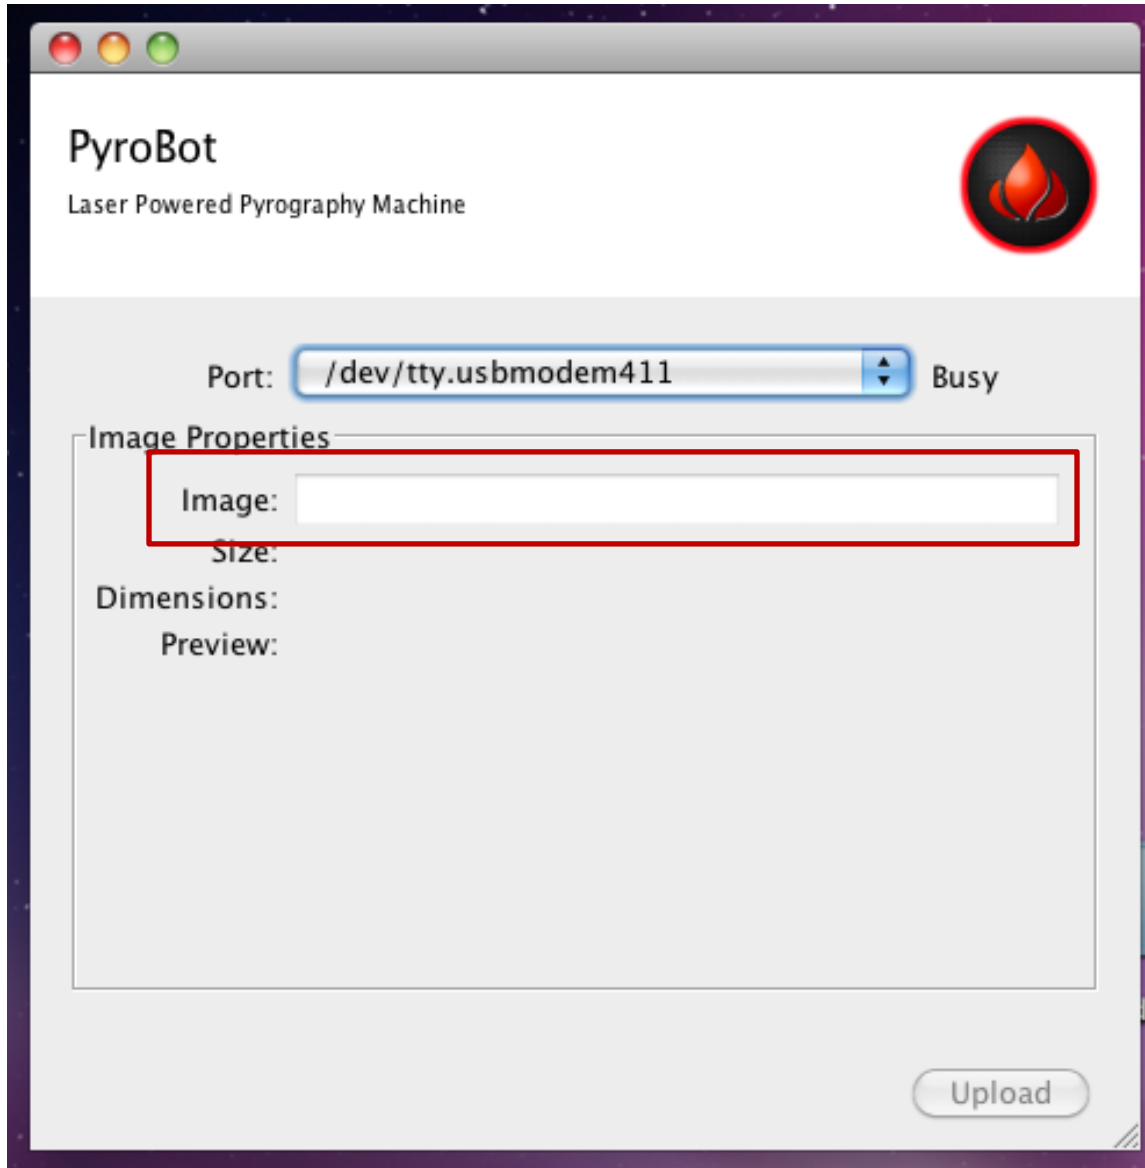 PyroBot
Laser Powered Pyrography Machine
Port: /dev/tty.usbmodem411 Busy
Image Properties
Image:
Size:
Dimensions:
Preview:
Upload